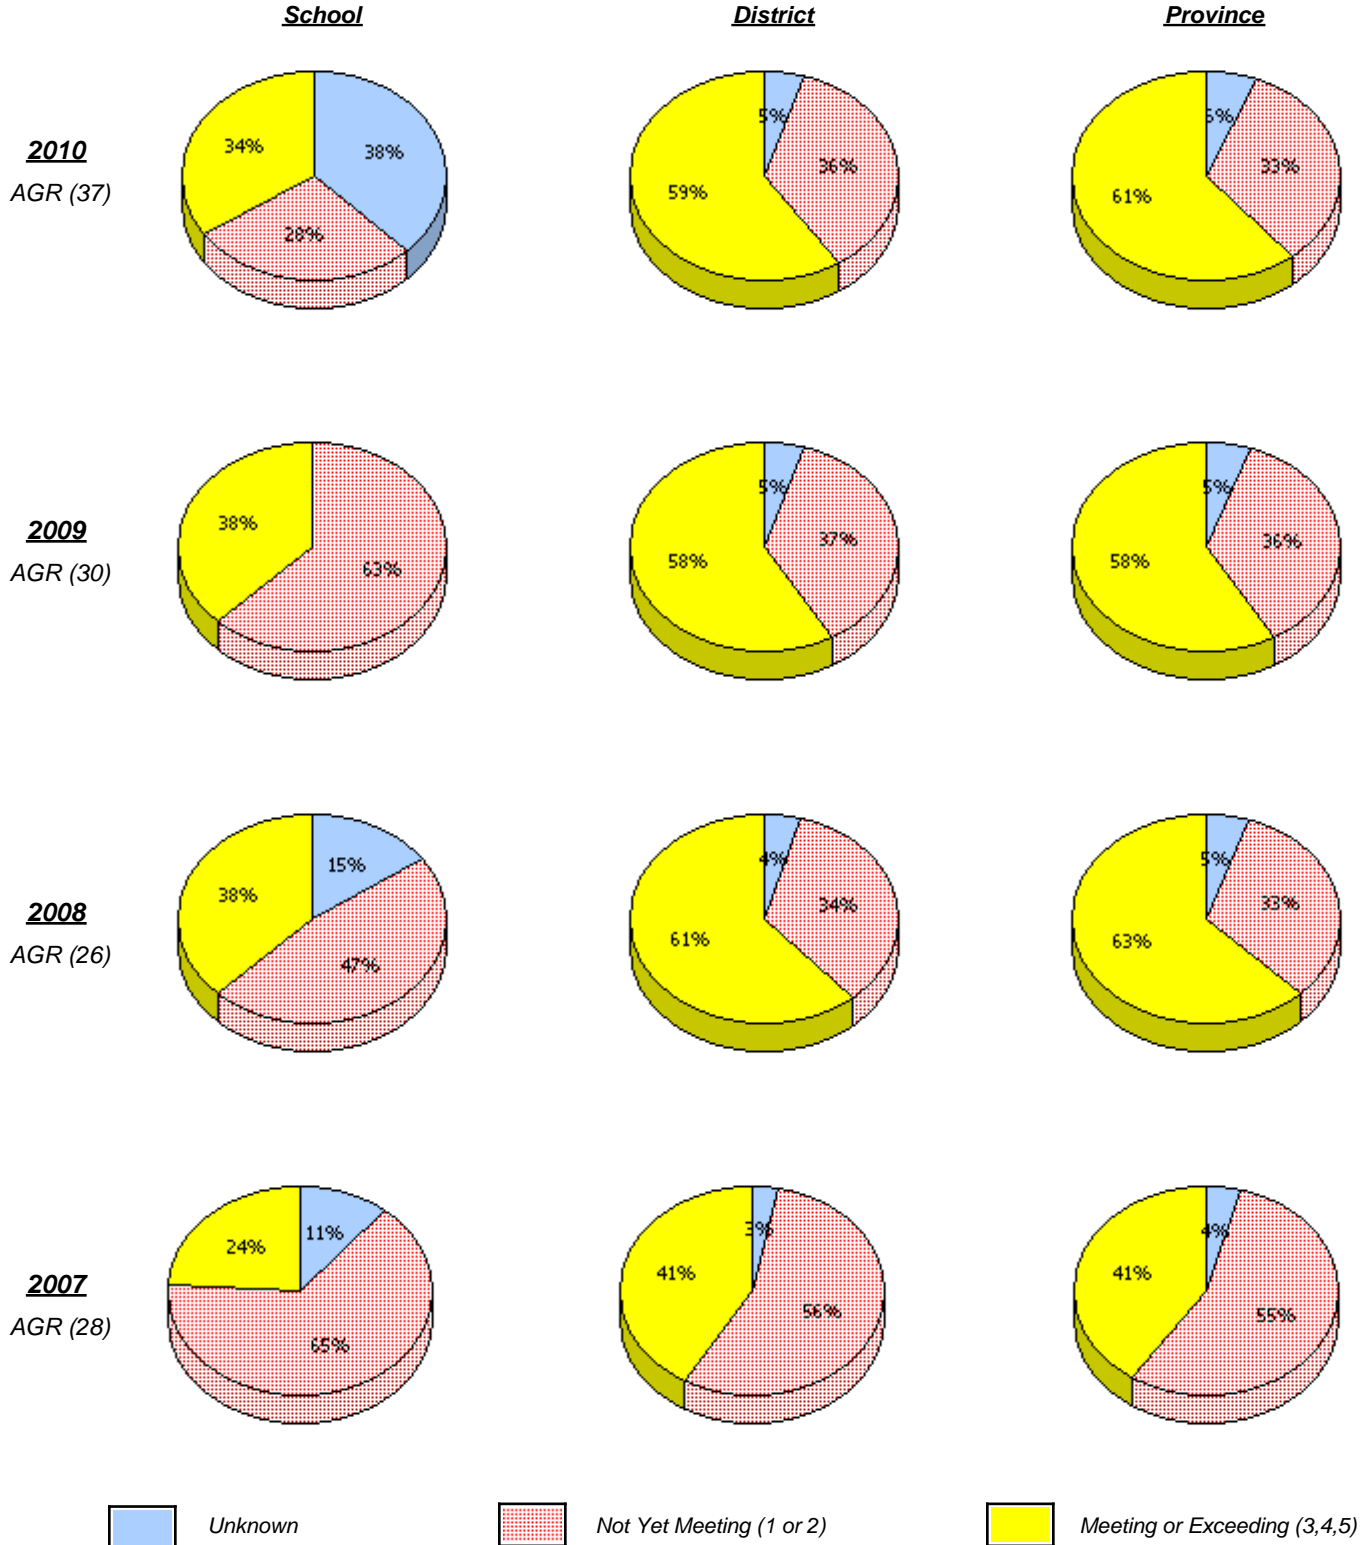 School District Province
2010
AGR (37)
34% 38% 28%
5% 36% 59%
6% 33% 61%
2009
AGR (30)
38% 63%
5% 37% 58%
5% 36% 58%
2008
AGR (26)
15% 38% 47%
4% 34% 61%
5% 33% 63%
2007
AGR (28)
11% 24% 65%
3% 41% 56%
4% 41% 55%
Unknown Not Yet Meeting (1 or 2) Meeting or Exceeding (3,4,5)